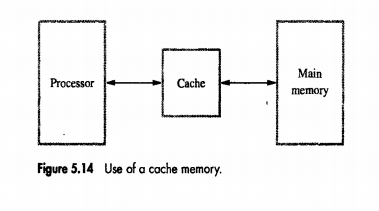 Processor
Cache
Main
memory
Figure 5.14 Use of a cache memory.